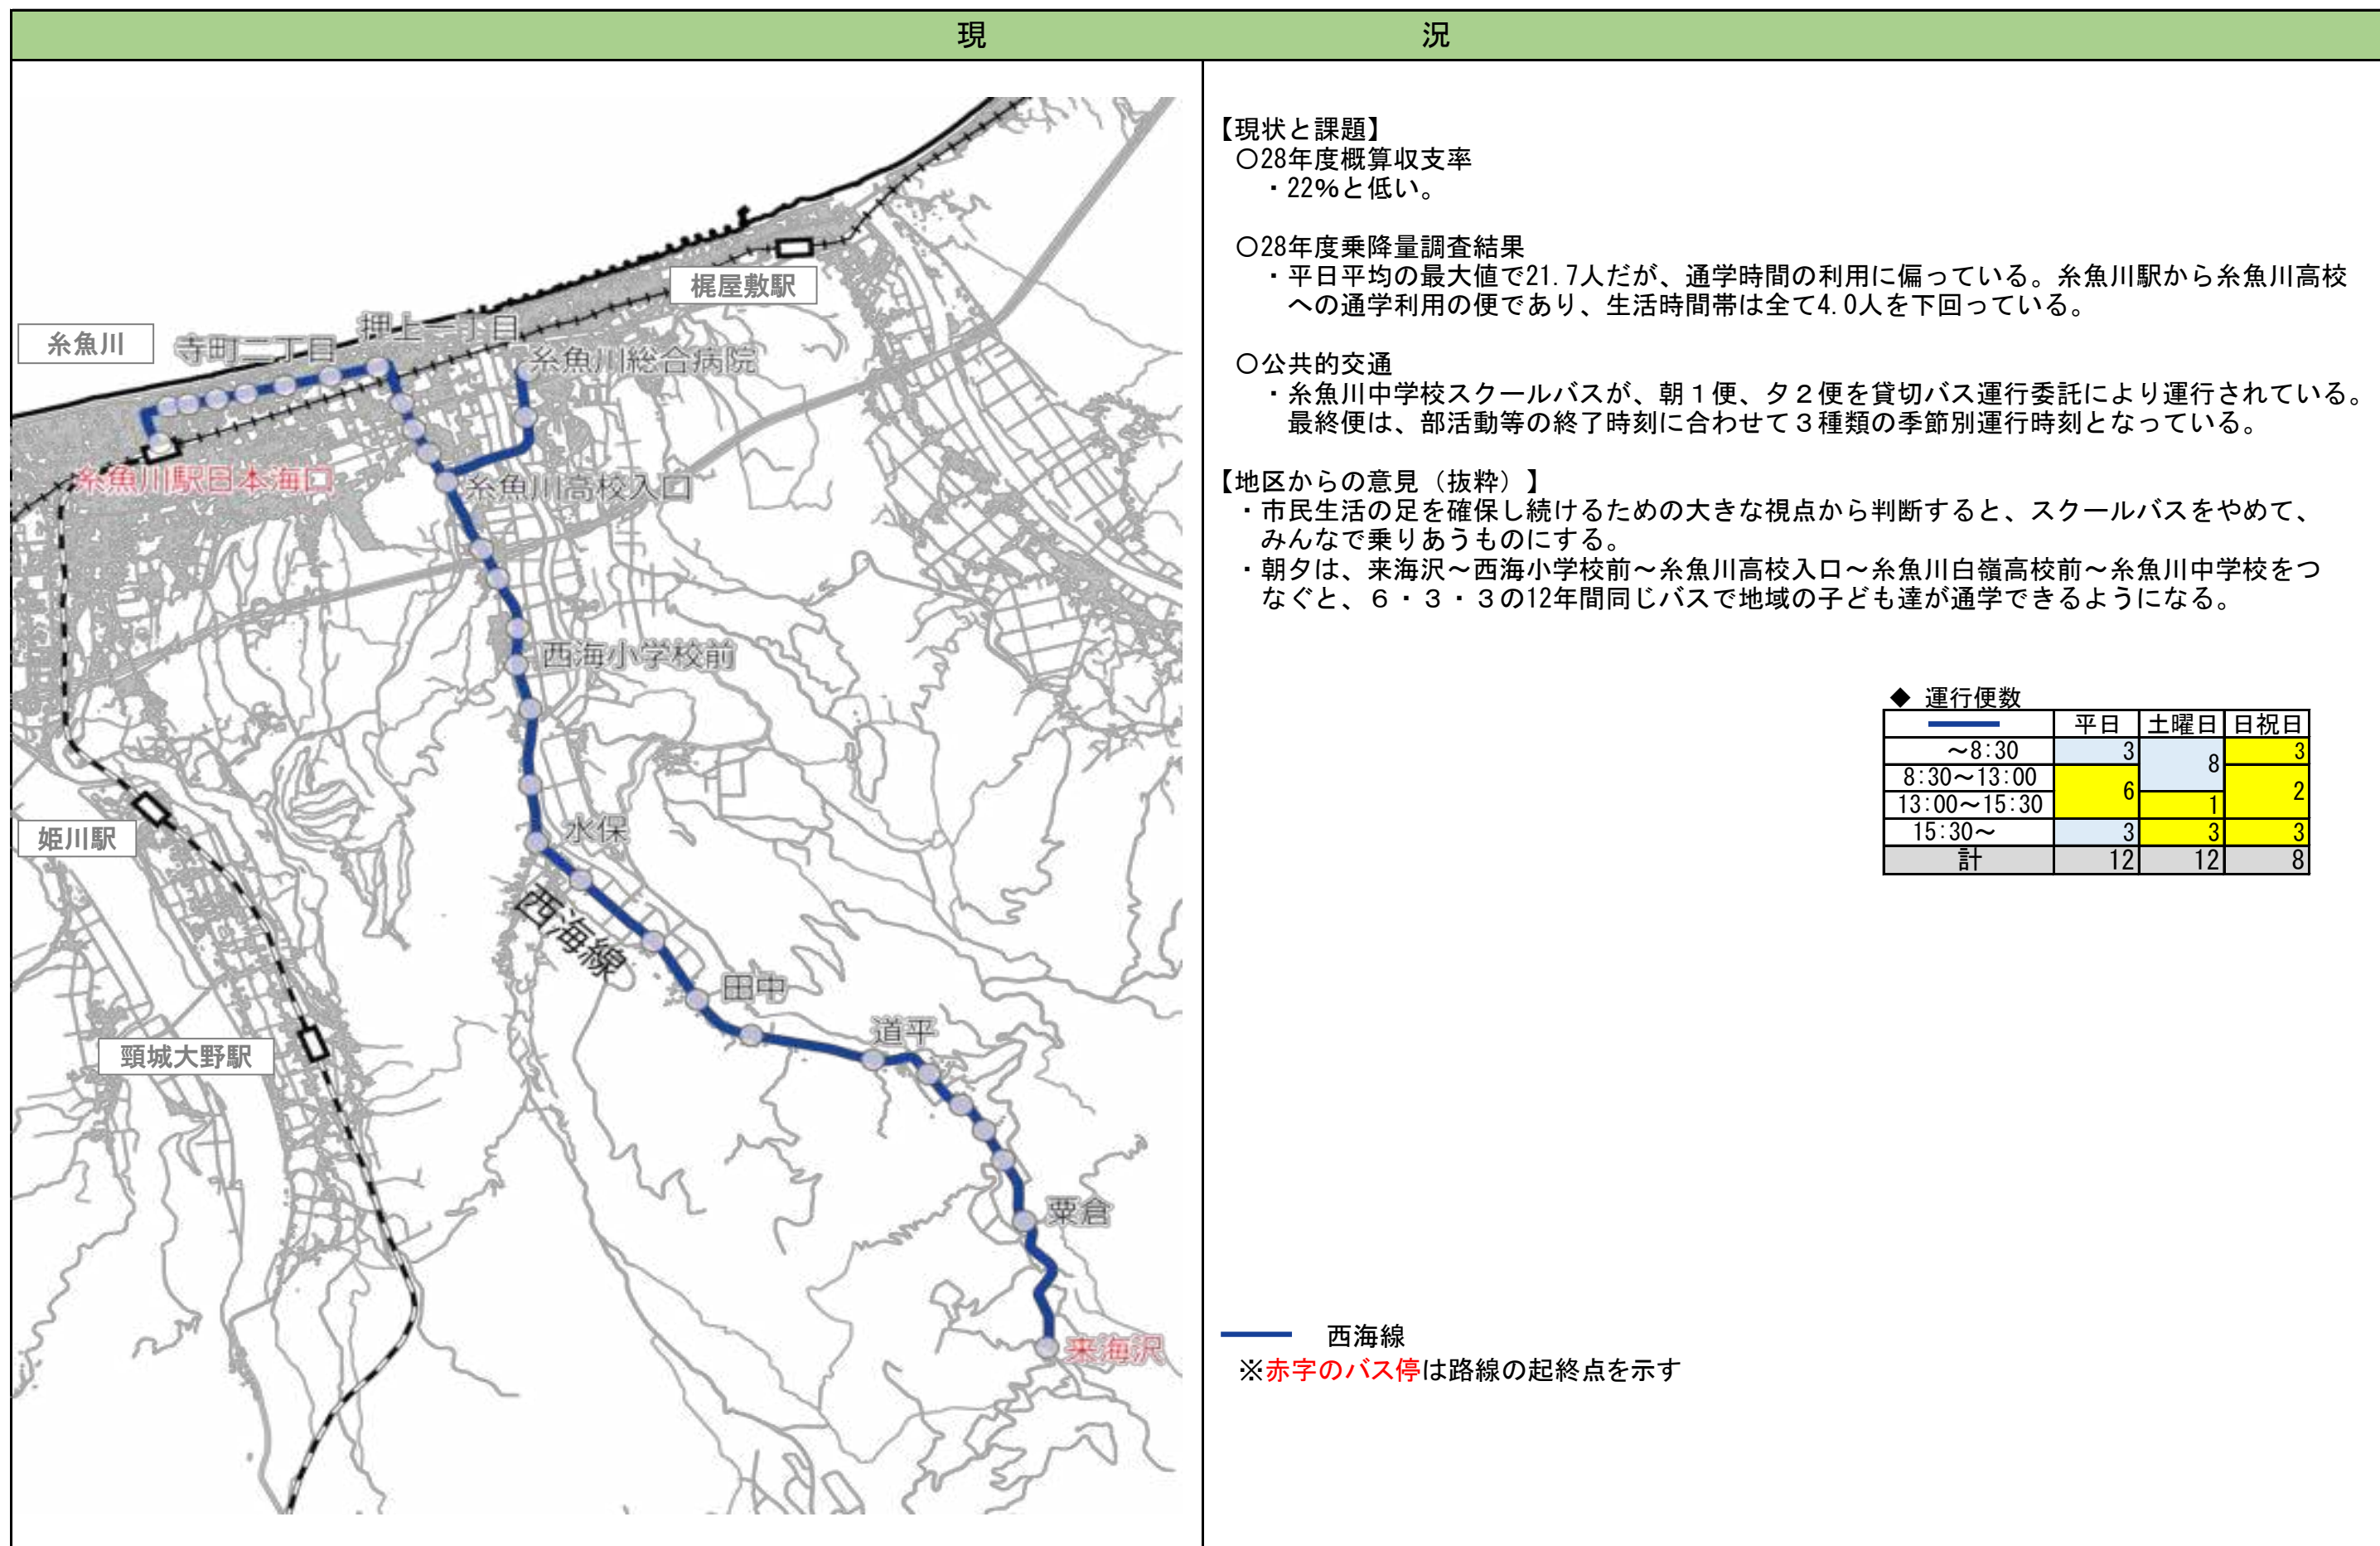 現 況
糸魚川
寺町二丁目
押上一丁目
梶屋敷駅
糸魚川総合病院
糸魚川駅日本海口
糸魚川高校入口
西海小学校前
姫川駅
水保
西海線
田中
道平
頸城大野駅
粟倉
来海沢
【現状と課題】
○28年度概算収支率
・22%と低い。
○28年度乗降量調査結果
・平日平均の最大値で21.7人だが、通学時間の利用に偏っている。糸魚川駅から糸魚川高校
への通学利用の便であり、生活時間帯は全て4.0人を下回っている。
○公共的交通
・糸魚川中学校スクールバスが、朝１便、夕２便を貸切バス運行委託により運行されている。
最終便は、部活動等の終了時刻に合わせて３種類の季節別運行時刻となっている。
【地区からの意見（抜粋）】
・市民生活の足を確保し続けるための大きな視点から判断すると、スクールバスをやめて、
みんなで乗りあうものにする。
・朝夕は、来海沢～西海小学校前～糸魚川高校入口～糸魚川白嶺高校前～糸魚川中学校をつ
なぐと、６・３・３の12年間同じバスで地域の子ども達が通学できるようになる。
◆ 運行便数
平日 土曜日 日祝日
～8:30 3 8 3
8:30～13:00 6 2
13:00～15:30 1
15:30～ 3 3 3
計 12 12 8
西海線
※赤字のバス停は路線の起終点を示す